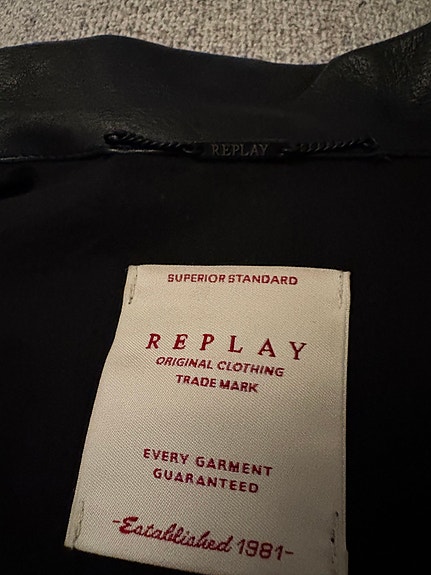 REPLAY
SUPERIOR STANDARD
REPLAY
ORIGINAL CLOTHING
TRADE MARK
EVERY GARMENT
GUARANTEED
-Established 1981-